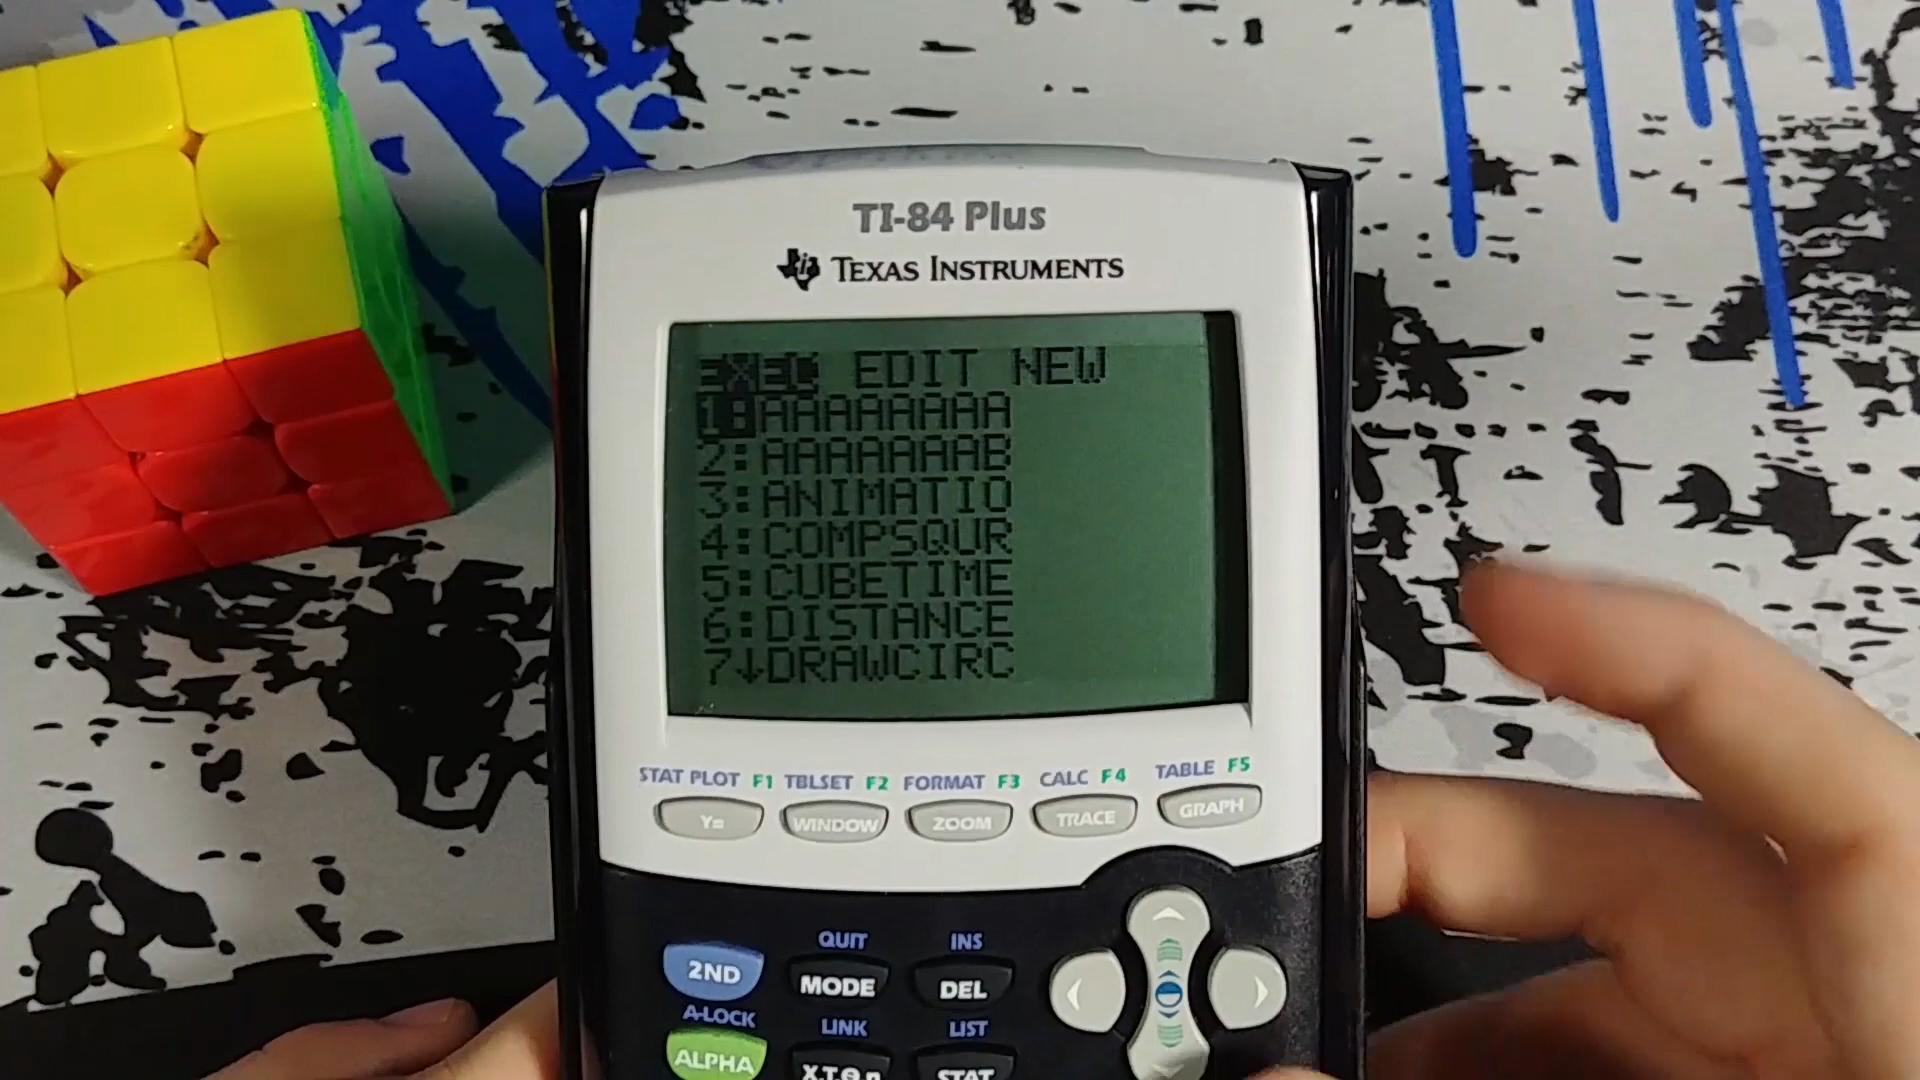 TI-84 Plus
TEXAS INSTRUMENTS
EXEC EDIT NEW
1:AAAAAAAA
2:AAAAAAAB
3:ANIMATIO
4:COMPSQUR
5:CUBETIME
6:DISTANCE
7↓DRAWCIRC
STAT PLOT F1 TBLSET F2 FORMAT F3 CALC F4 TABLE F5
Y= WINDOW ZOOM TRACE GRAPH
QUIT INS
2ND MODE DEL
A-LOCK LINK LIST
ALPHA X,T,Θ,n STAT